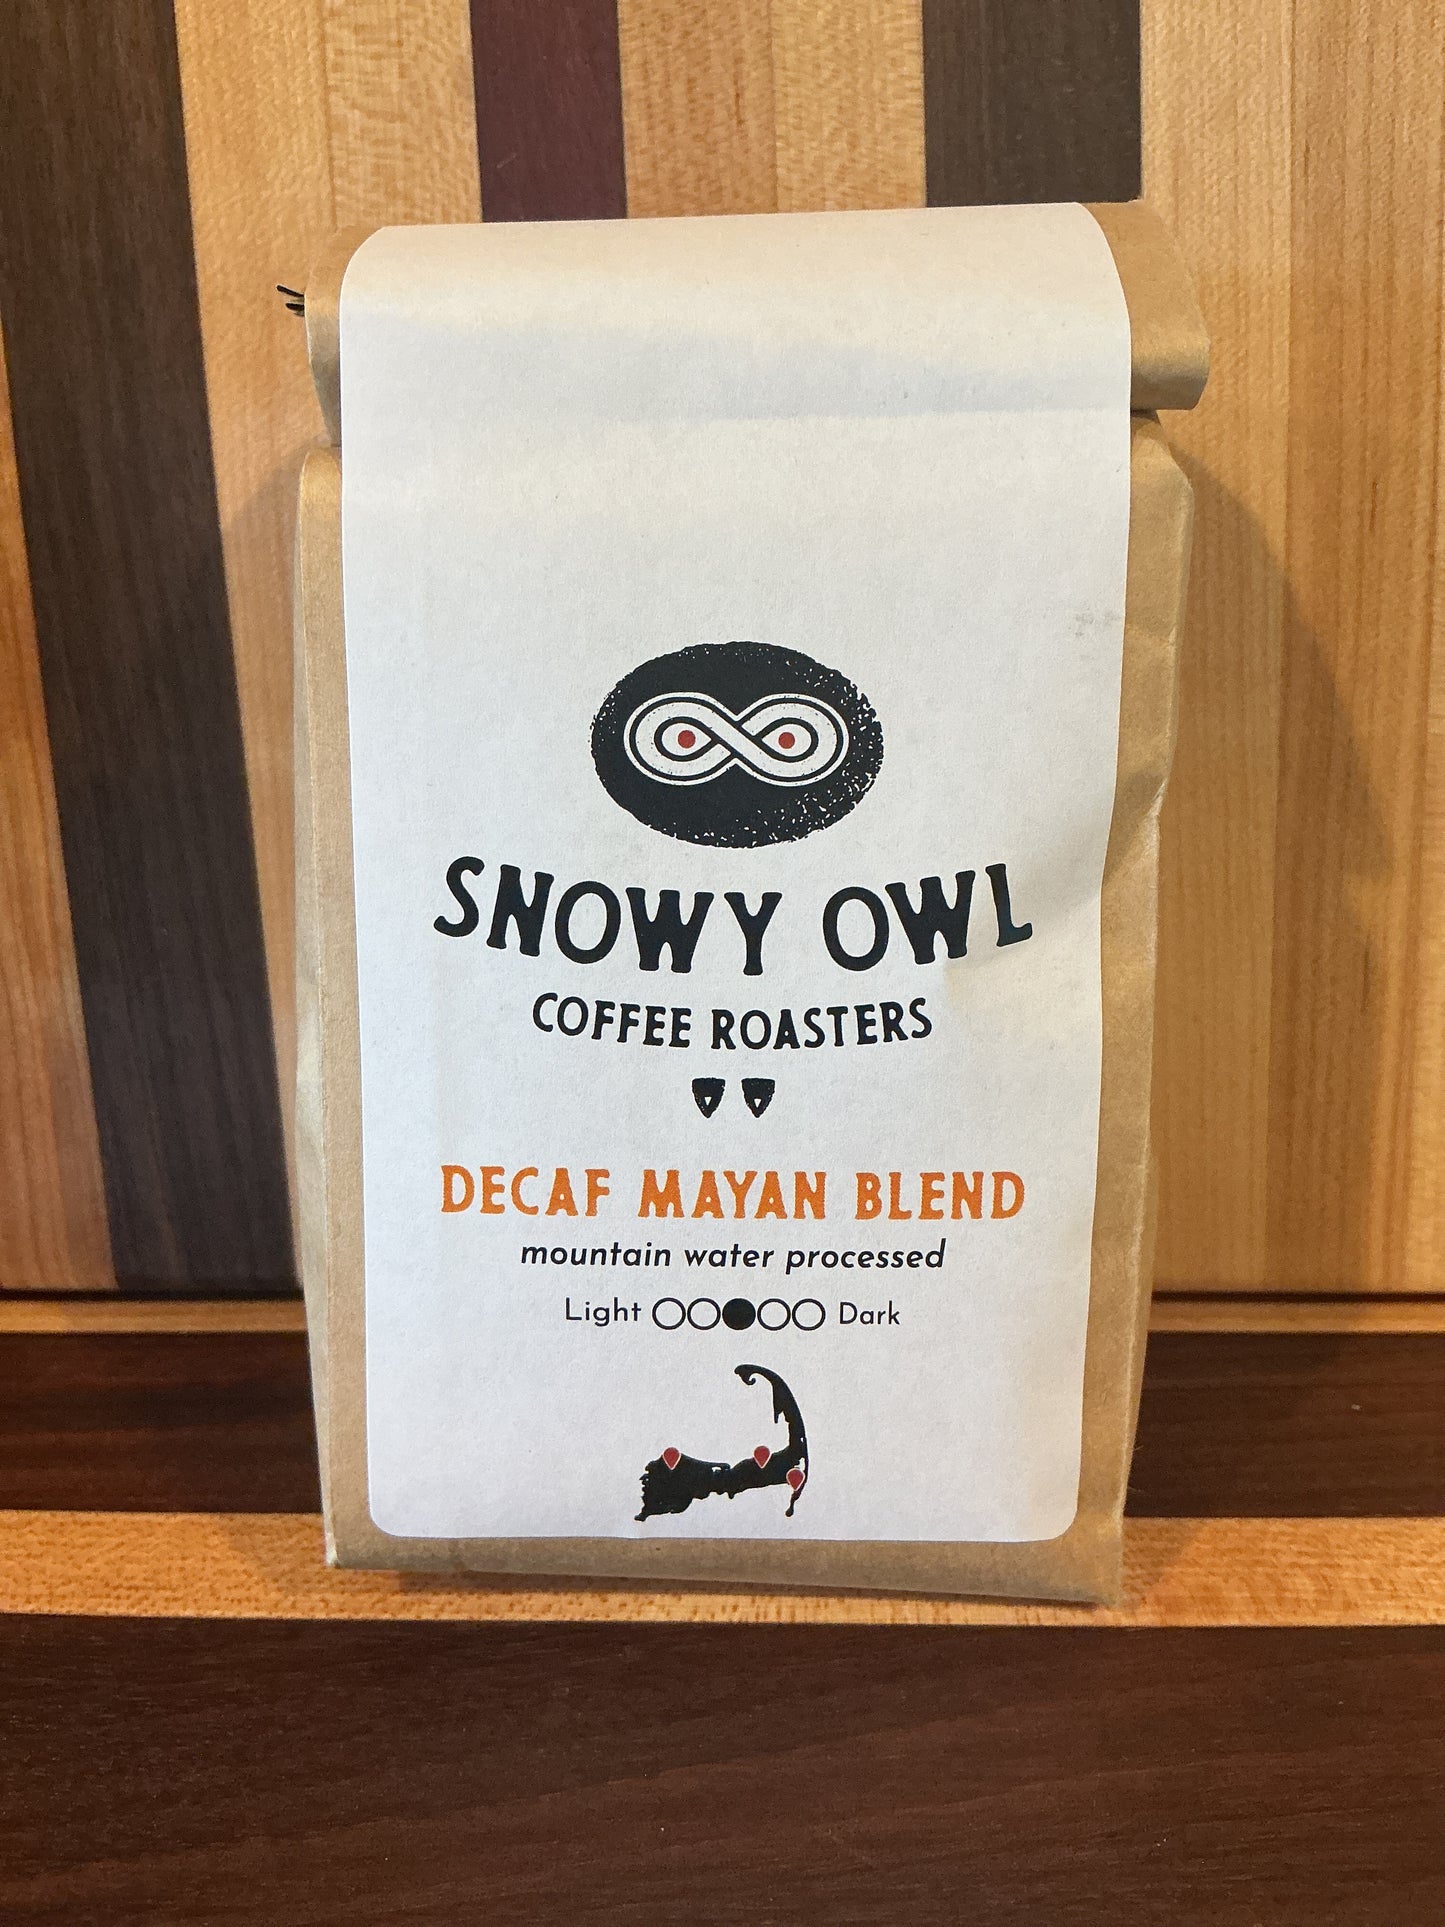 SNOWY OWL
COFFEE ROASTERS
DECAF MAYAN BLEND
mountain water processed
Light Dark